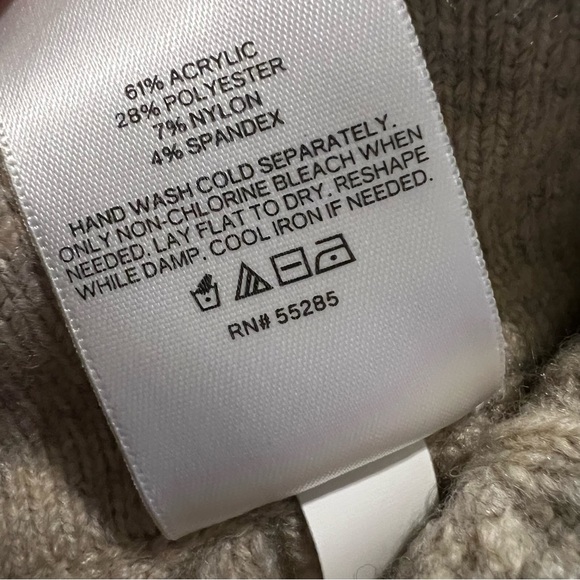 61% ACRYLIC
28% POLYESTER
7% NYLON
4% SPANDEX
HAND WASH COLD SEPARATELY.
ONLY NON-CHLORINE BLEACH WHEN
NEEDED. LAY FLAT TO DRY. RESHAPE
WHILE DAMP. COOL IRON IF NEEDED.
RN# 55285